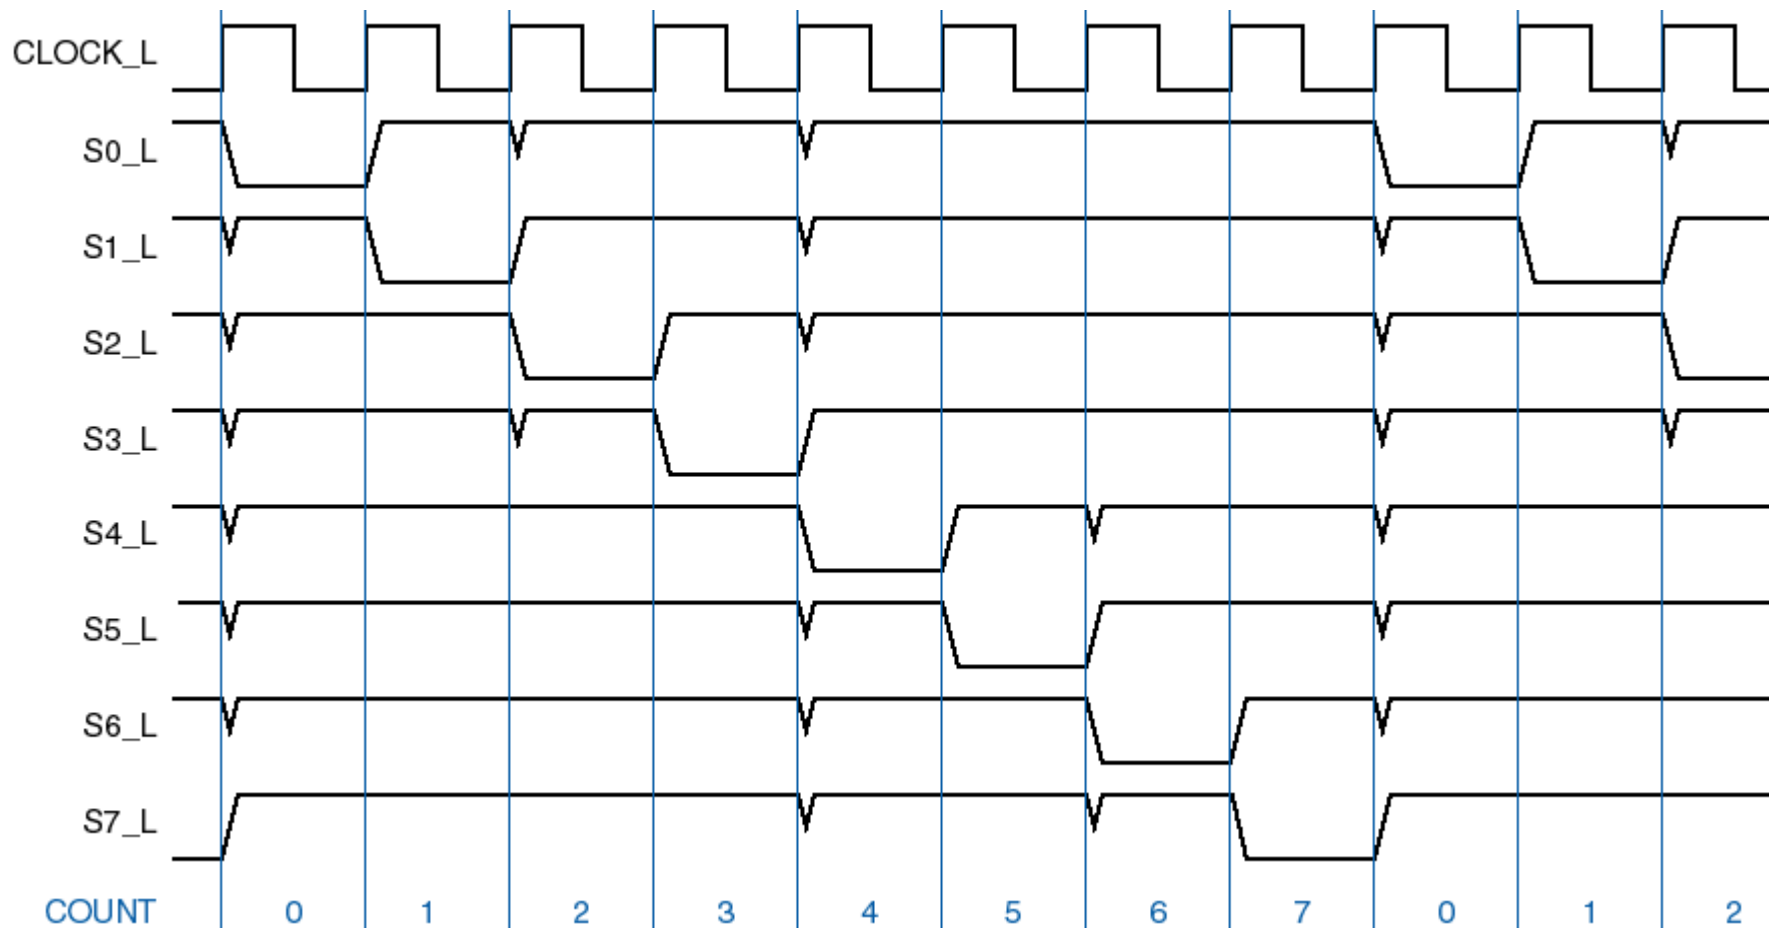 CLOCK_L
S0_L
S1_L
S2_L
S3_L
S4_L
S5_L
S6_L
S7_L
COUNT 0 1 2 3 4 5 6 7 0 1 2